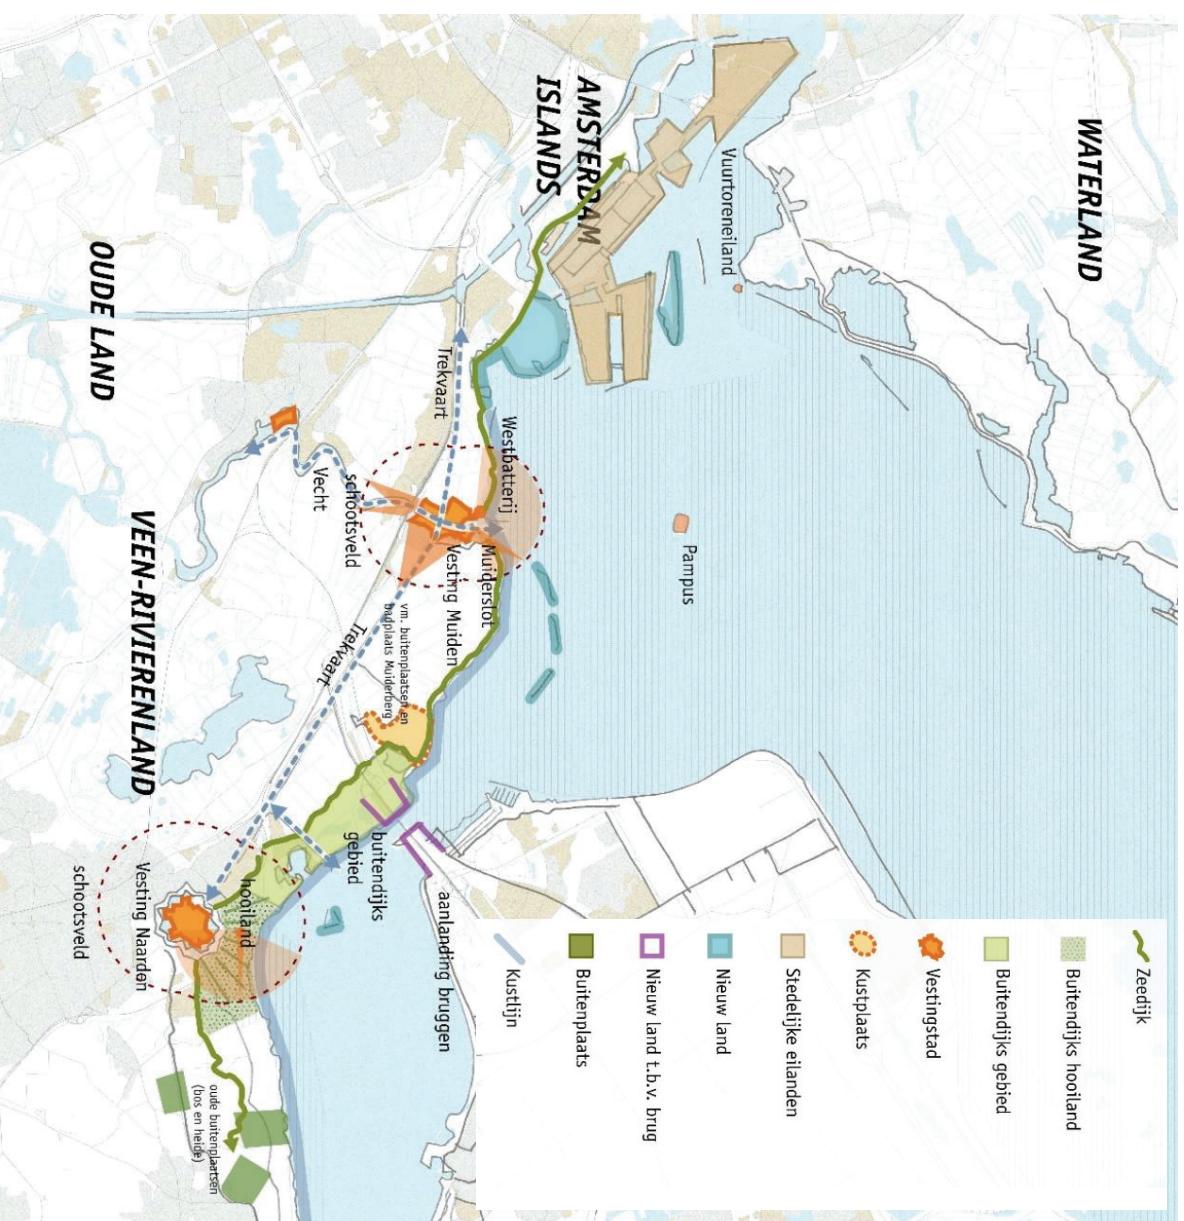 WATERLAND
AMSTERDAM
ISLANDS
Vuurtoreneiland
OUDE LAND
Trekvaart
Westbatterij
Pampus
Vecht
schootsveld
Muiderslot
Vesting Muiden
VEEN-RIVIERENLAND
Trekvaart
vm. buitenplaatsen en
badplaats Muiderberg
buitendijks
gebied
aanlanding bruggen
hooiland
Vesting Naarden
schootsveld
oude buitenplaatsen
(bos en heide)
Zeedijk
Buitendijks hooiland
Buitendijks gebied
Vestingstad
Kustplaats
Stedelijke eilanden
Nieuw land
Nieuw land t.b.v. brug
Buitenplaats
Kustlijn